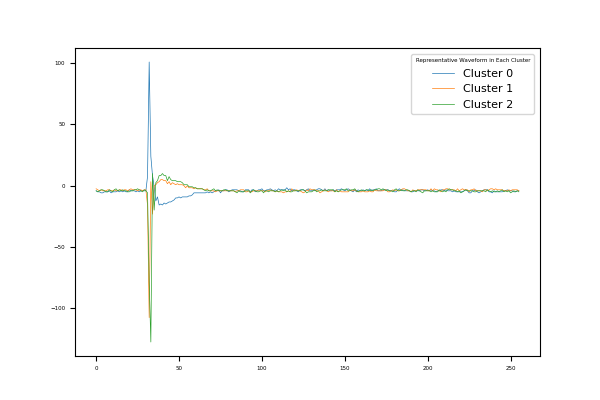 Representative Waveform in Each Cluster
Cluster 0
Cluster 1
Cluster 2
100
50
0
−50
−100
0 50 100 150 200 250